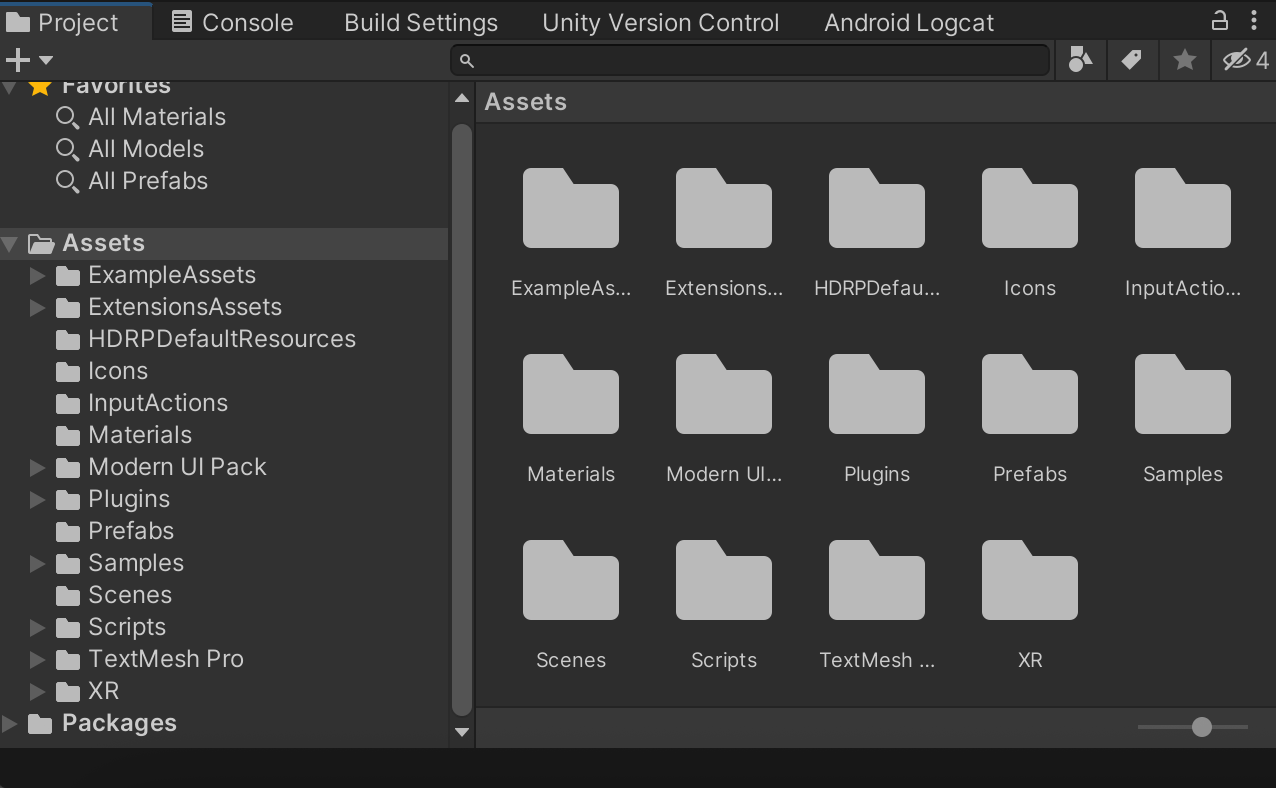 Project Console Build Settings Unity Version Control Android Logcat
4
Favorites
All Materials
All Models
All Prefabs
Assets
ExampleAssets
ExtensionsAssets
HDRPDefaultResources
Icons
InputActions
Materials
Modern UI Pack
Plugins
Prefabs
Samples
Scenes
Scripts
TextMesh Pro
XR
Packages
Assets
ExampleAs... Extensions... HDRPDefau... Icons InputActio...
Materials Modern UI... Plugins Prefabs Samples
Scenes Scripts TextMesh ... XR